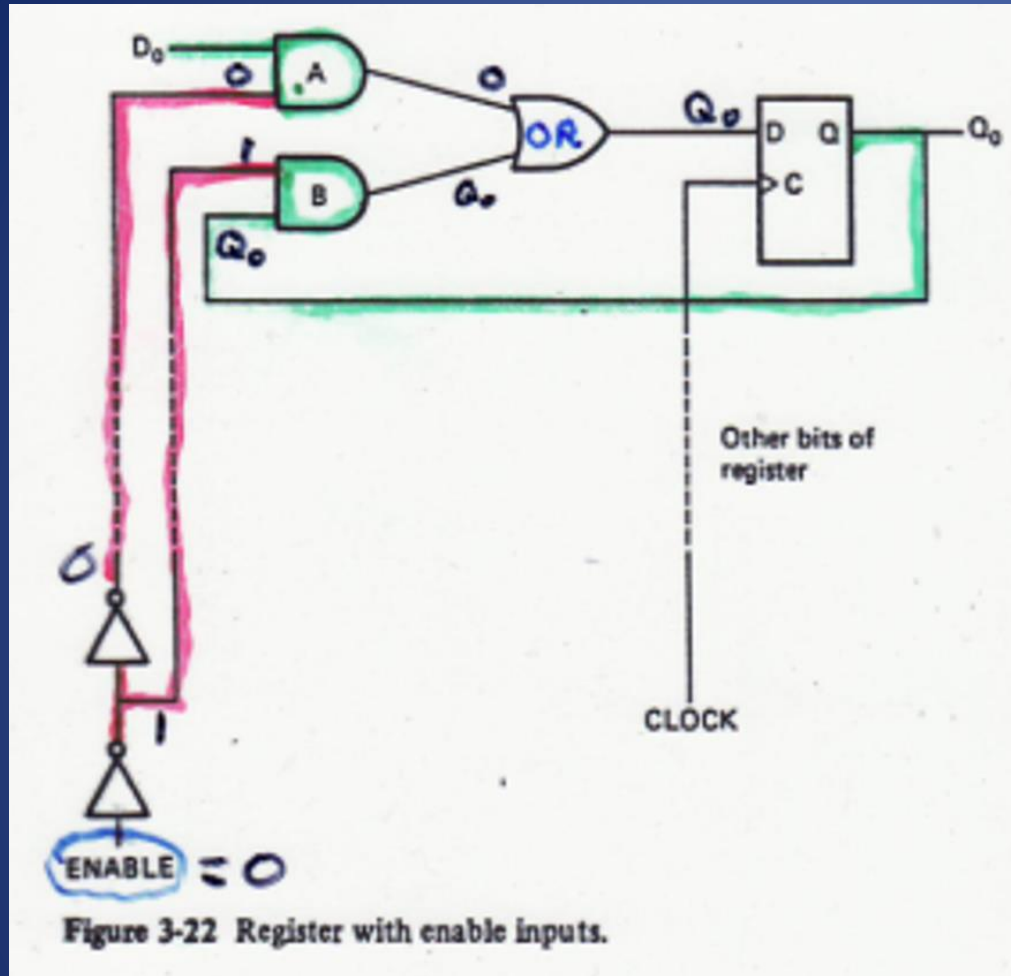 D₀
0
A
0
OR
Q₀
D Q
Q₀
C
1
B
Q₀
Q₀
Other bits of
register
0
CLOCK
1
ENABLE = 0
Figure 3-22 Register with enable inputs.